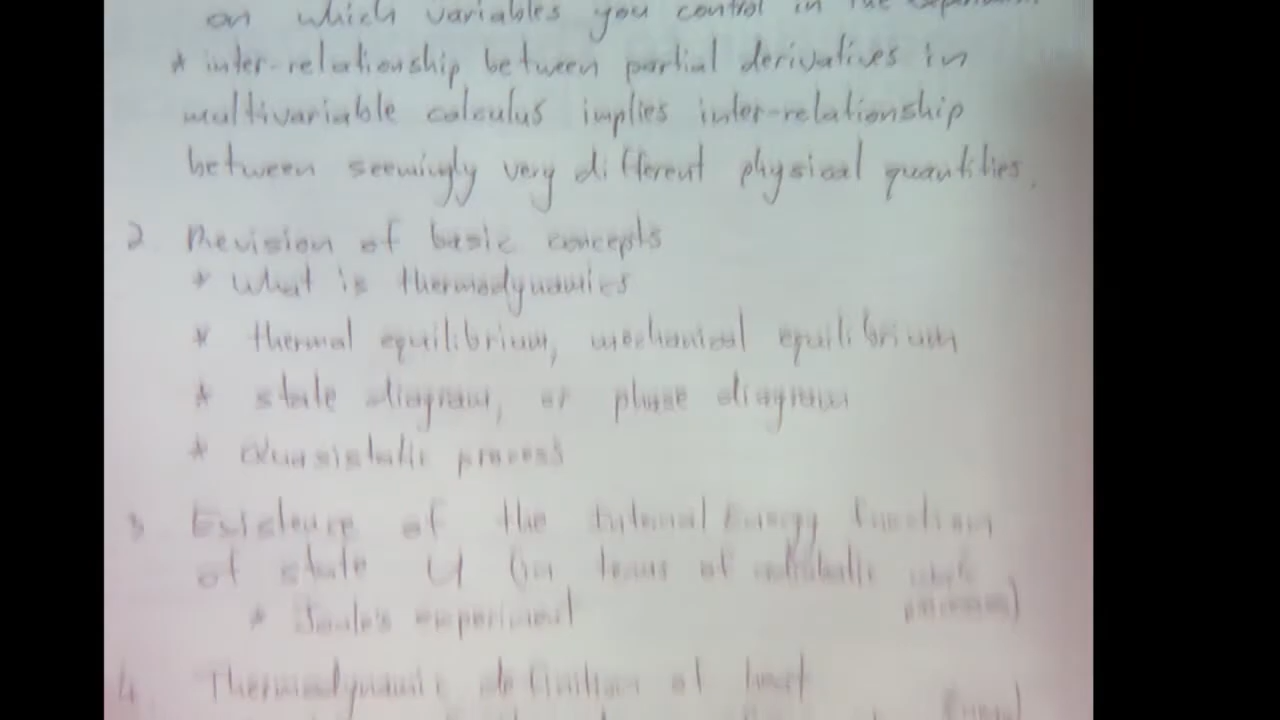 on which variables you control in the
* inter-relationship between partial derivatives in
multivariable calculus implies inter-relationship
between seemingly very different physical quantities.
2 Revision of basic concepts
* What is thermodynamics
* thermal equilibrium, mechanical equilibrium
* state diagram, or phase diagram
* Quasistatic process
3 Existence of the Internal Energy function
of state U (in terms of adiabatic work
* Joule's experiment
4 Thermodynamic definition of heat